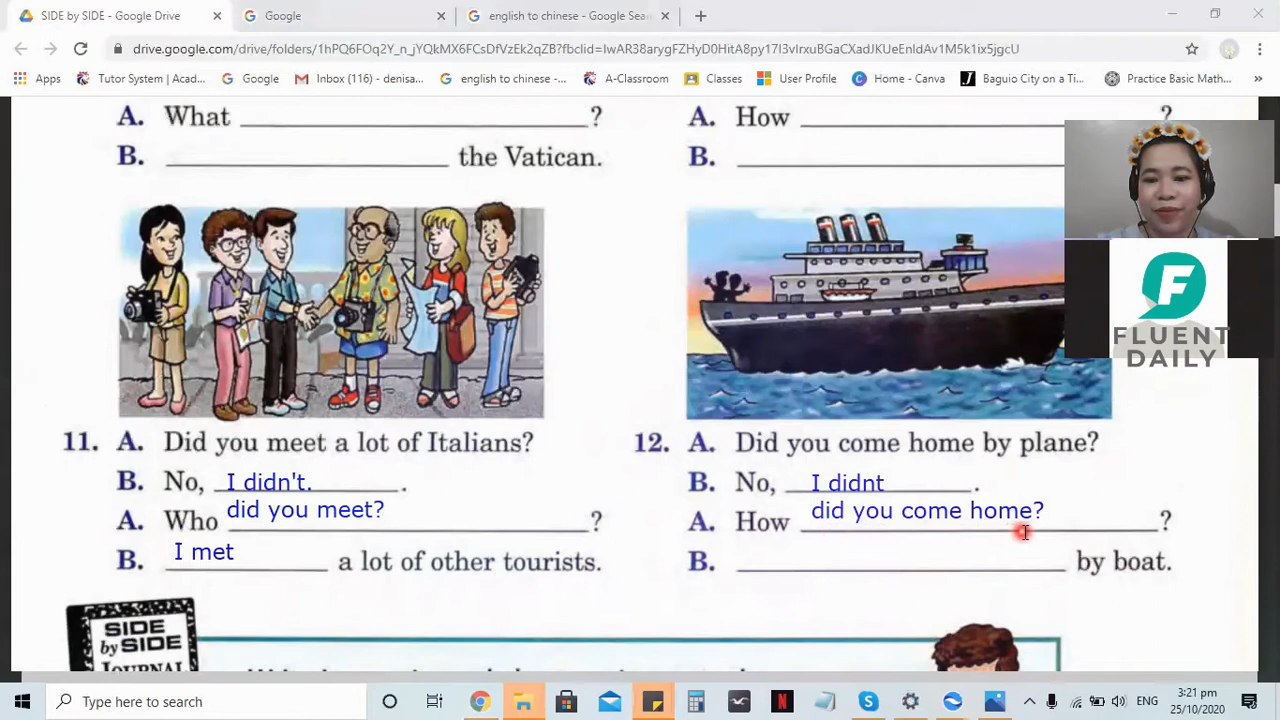 SIDE by SIDE - Google Drive
Google
english to chinese - Google Sea
drive.google.com/drive/folders/1hPQ6FOq2Y_n_jYQkMX6FCsDfVzEk2qZB?fbclid=IwAR38arygFZHyD0HitA8py17I3vIrxuBGaCXadJKUeEnIdAv1M5k1ix5jgcU
Apps
Tutor System | Acad...
Google
Inbox (116) - denisa...
english to chinese -...
A-Classroom
Classes
User Profile
Home - Canva
Baguio City on a Ti...
Practice Basic Math...
A. What ?
B. the Vatican.
A. How ?
B.
FLUENT
DAILY
11. A. Did you meet a lot of Italians?
B. No, I didn't. .
A. Who did you meet? ?
B. I met a lot of other tourists.
12. A. Did you come home by plane?
B. No, I didnt .
A. How did you come home? ?
B. by boat.
SIDE
by SIDE
JOURNAL
Type here to search
ENG
3:21 pm
25/10/2020